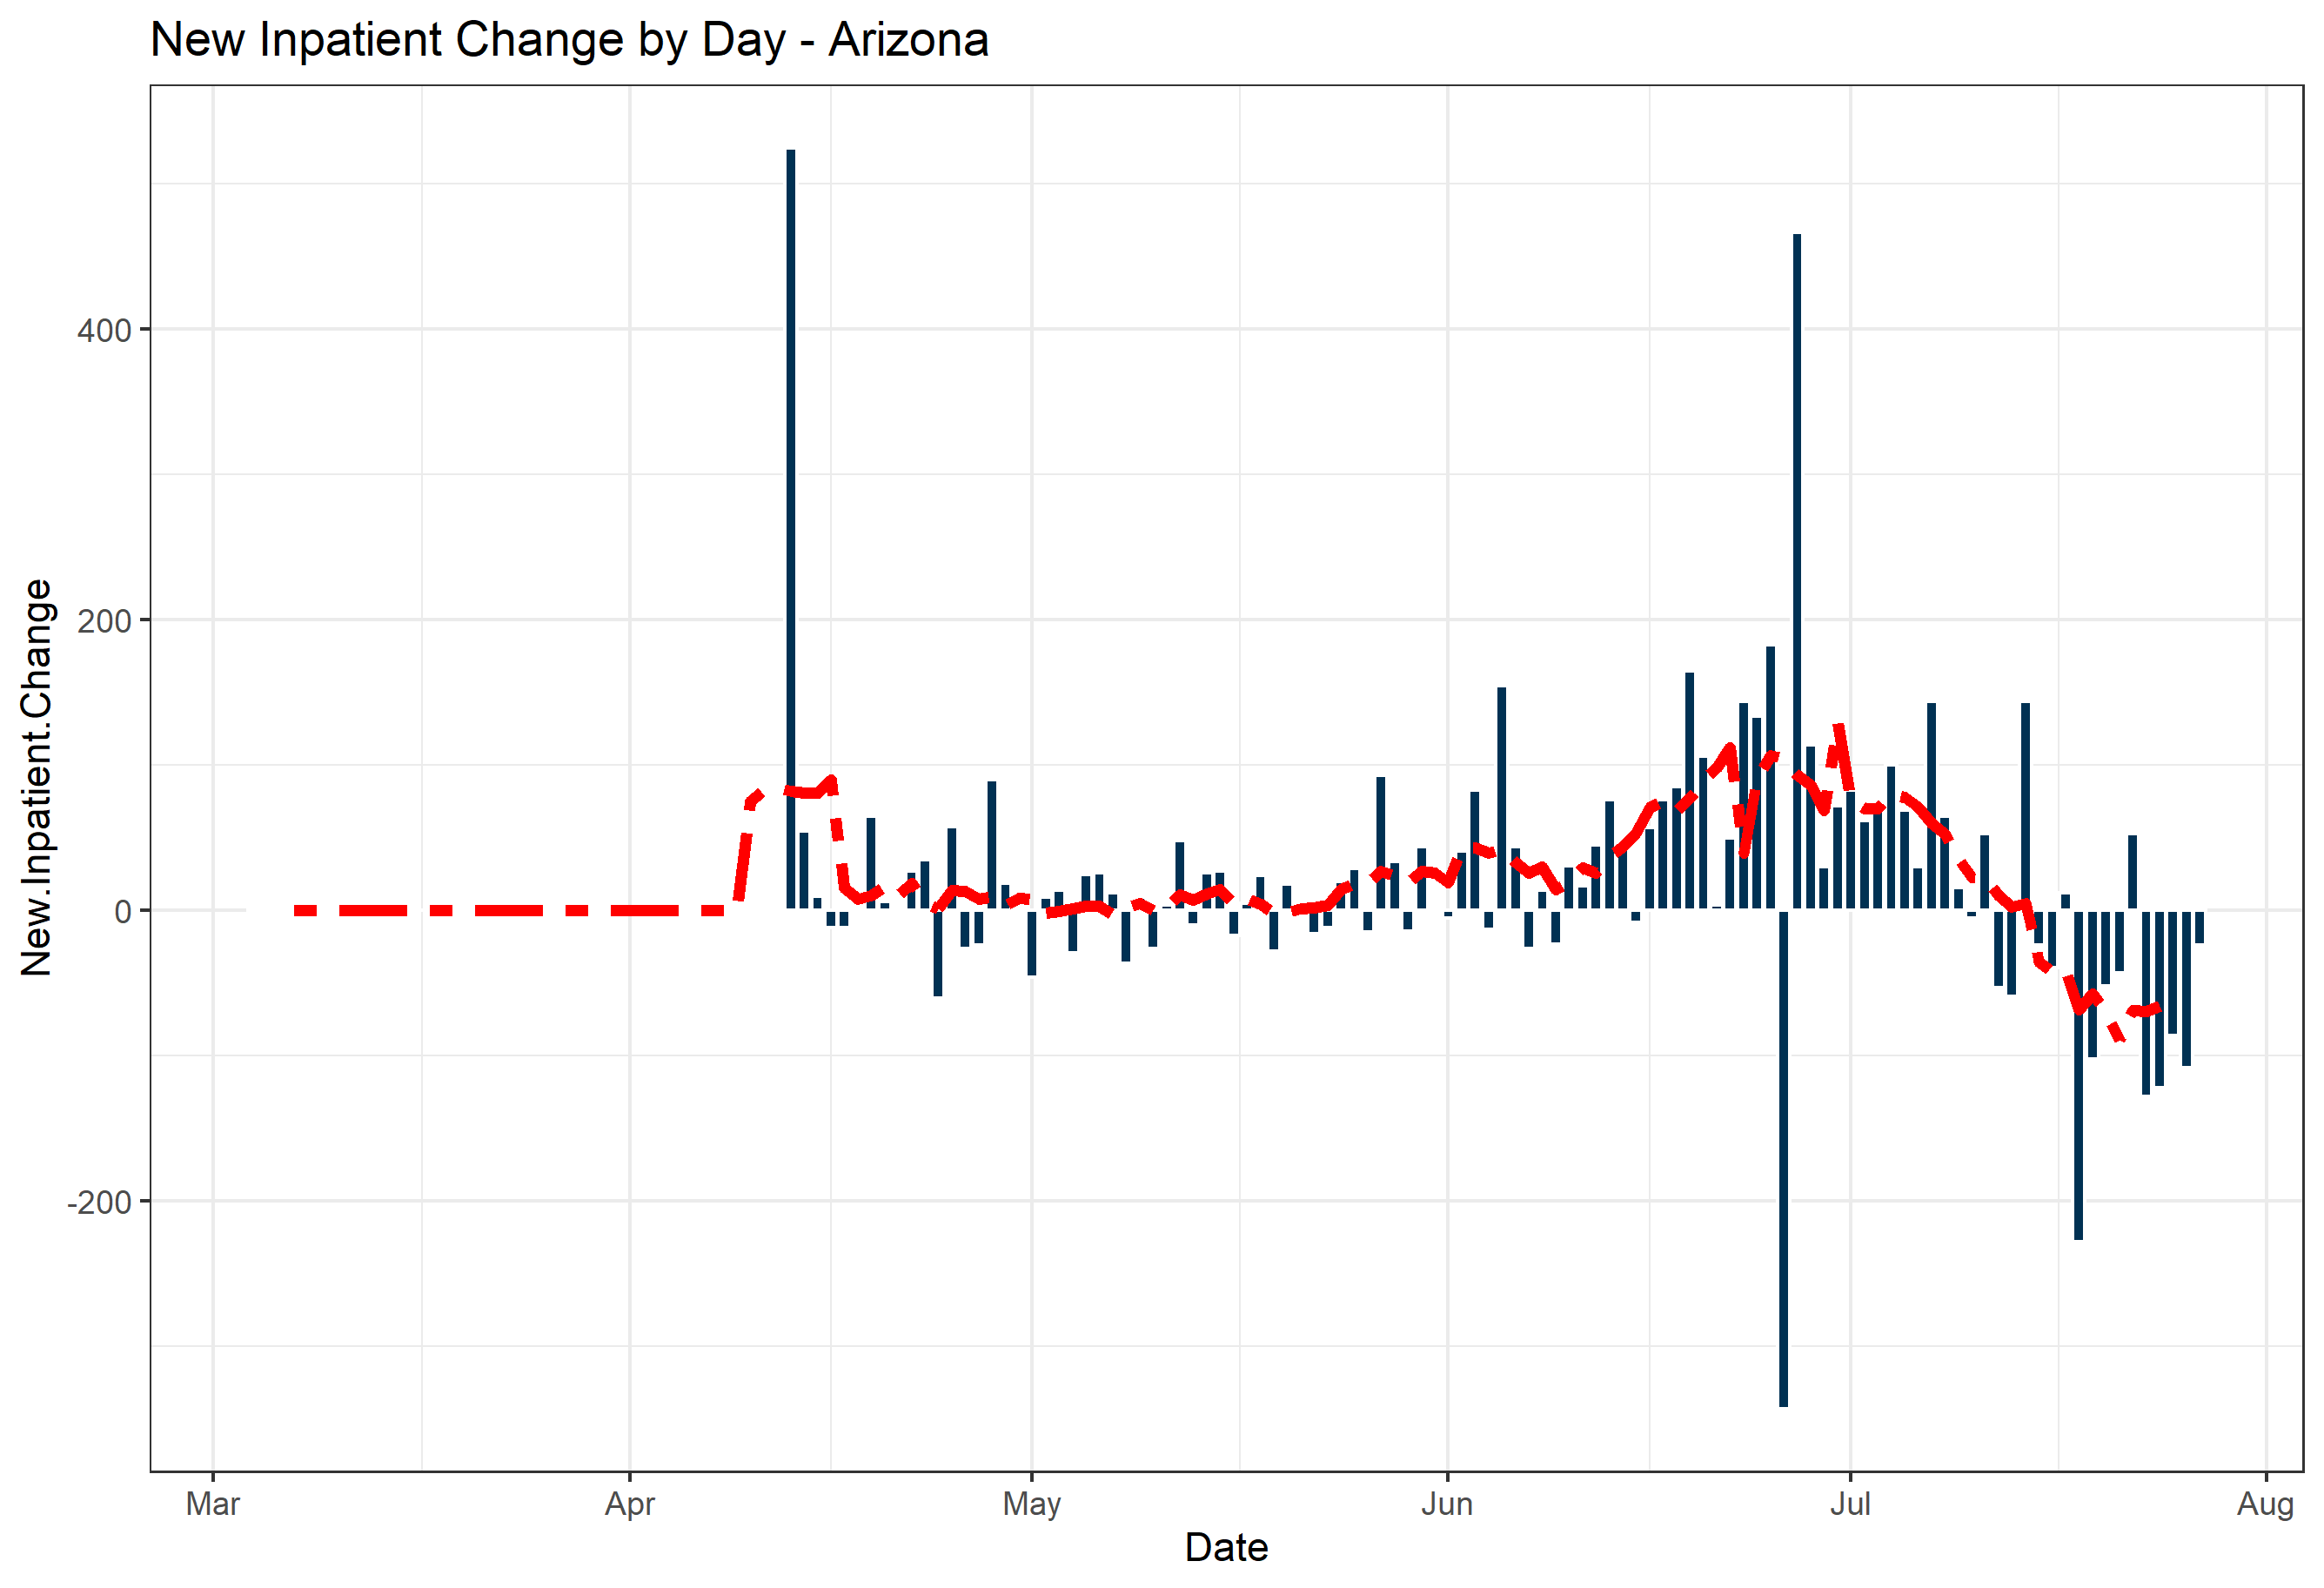 New Inpatient Change by Day - Arizona
New.Inpatient.Change
400
200
0
-200
Mar Apr May Jun Jul Aug
Date